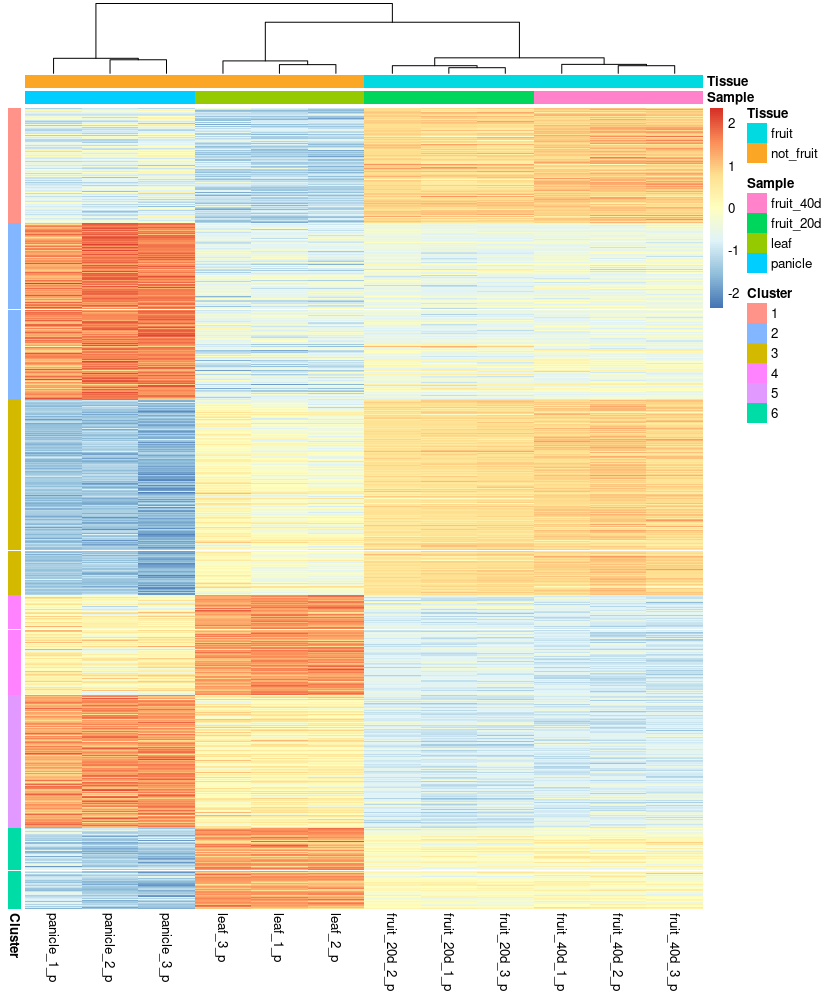 Tissue
Sample
2
1
0
-1
-2
Tissue
fruit
not_fruit
Sample
fruit_40d
fruit_20d
leaf
panicle
Cluster
1
2
3
4
5
6
Cluster
panicle_1_p
panicle_2_p
panicle_3_p
leaf_3_p
leaf_1_p
leaf_2_p
fruit_20d_2_p
fruit_20d_1_p
fruit_20d_3_p
fruit_40d_1_p
fruit_40d_2_p
fruit_40d_3_p